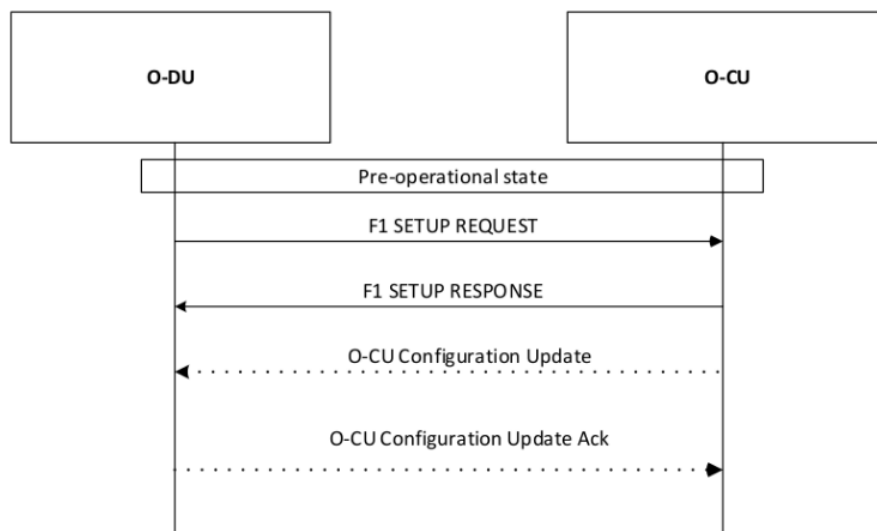 O-DU
O-CU
Pre-operational state
F1 SETUP REQUEST
F1 SETUP RESPONSE
O-CU Configuration Update
O-CU Configuration Update Ack